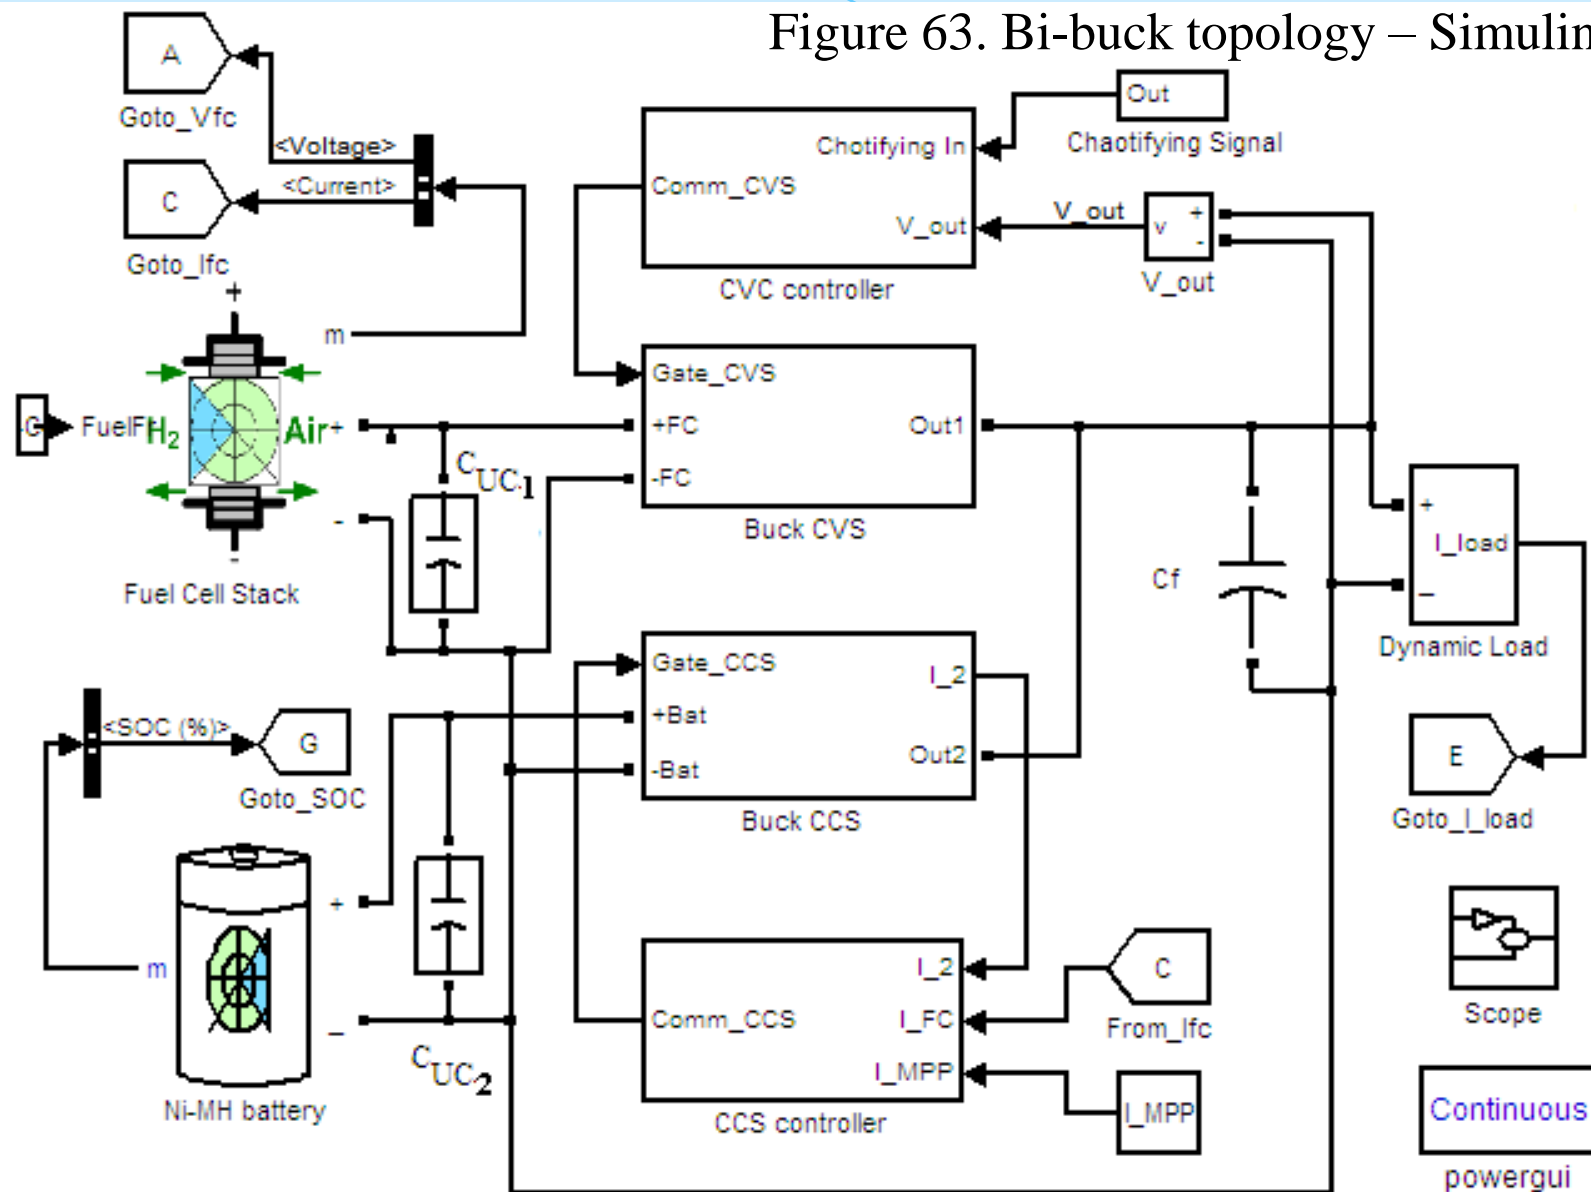 Figure 63. Bi-buck topology – Simulin
A
Goto_Vfc
<Voltage>
<Current>
C
Goto_Ifc
Out
Chaotifying Signal
Chotifying In
Comm_CVS
V_out
CVC controller
V_out
v
+
-
V_out
+
m
FuelF
H2
Air
+
-
-
Fuel Cell Stack
C UC1
Gate_CVS
+FC
-FC
Out1
Buck CVS
Cf
+
I_load
_
Dynamic Load
Gate_CCS
+Bat
-Bat
I_2
Out2
Buck CCS
<SOC (%)>
G
Goto_SOC
E
Goto_I_load
+
m
_
Ni-MH battery
C UC2
I_2
Comm_CCS
I_FC
I_MPP
CCS controller
C
From_Ifc
I_MPP
Scope
Continuous
powergui